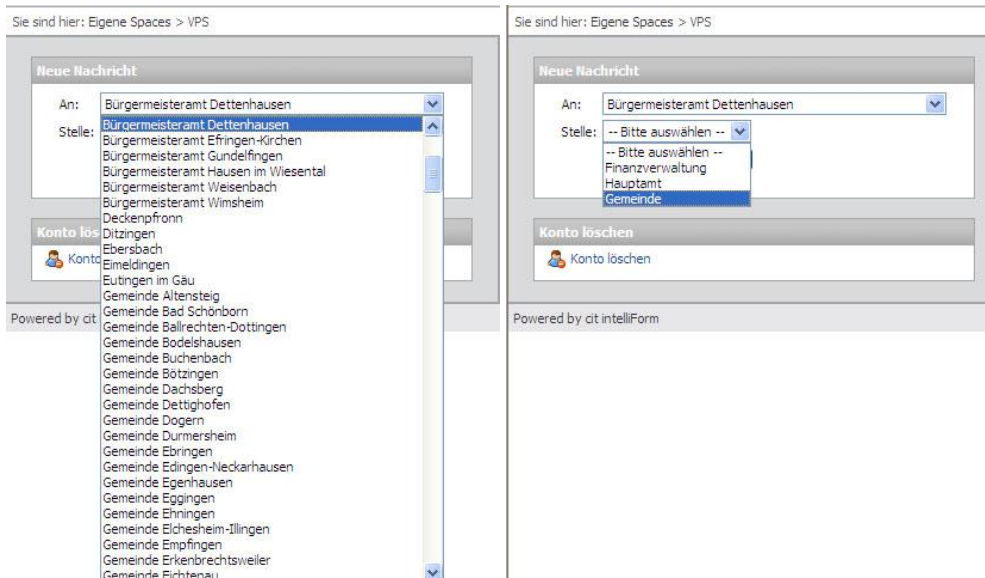 Sie sind hier: Eigene Spaces > VPS
Neue Nachricht
An: Bürgermeisteramt Dettenhausen
Stelle:
Bürgermeisteramt Dettenhausen
Bürgermeisteramt Efringen-Kirchen
Bürgermeisteramt Gundelfingen
Bürgermeisteramt Hausen im Wiesental
Bürgermeisteramt Weisenbach
Bürgermeisteramt Wimsheim
Deckenpfronn
Ditzingen
Ebersbach
Eimeldingen
Eutingen im Gäu
Gemeinde Altensteig
Gemeinde Bad Schönborn
Gemeinde Ballrechten-Dottingen
Gemeinde Bodelshausen
Gemeinde Buchenbach
Gemeinde Bötzingen
Gemeinde Dachsberg
Gemeinde Dettighofen
Gemeinde Dogern
Gemeinde Durmersheim
Gemeinde Ebringen
Gemeinde Edingen-Neckarhausen
Gemeinde Egenhausen
Gemeinde Eggingen
Gemeinde Ehningen
Gemeinde Elchesheim-Illingen
Gemeinde Empfingen
Gemeinde Erkenbrechtsweiler
Gemeinde Fichtenau
Konto lös
Konto
Powered by cit
Sie sind hier: Eigene Spaces > VPS
Neue Nachricht
An: Bürgermeisteramt Dettenhausen
Stelle: -- Bitte auswählen --
-- Bitte auswählen --
Finanzverwaltung
Hauptamt
Gemeinde
Konto löschen
Konto löschen
Powered by cit intelliForm